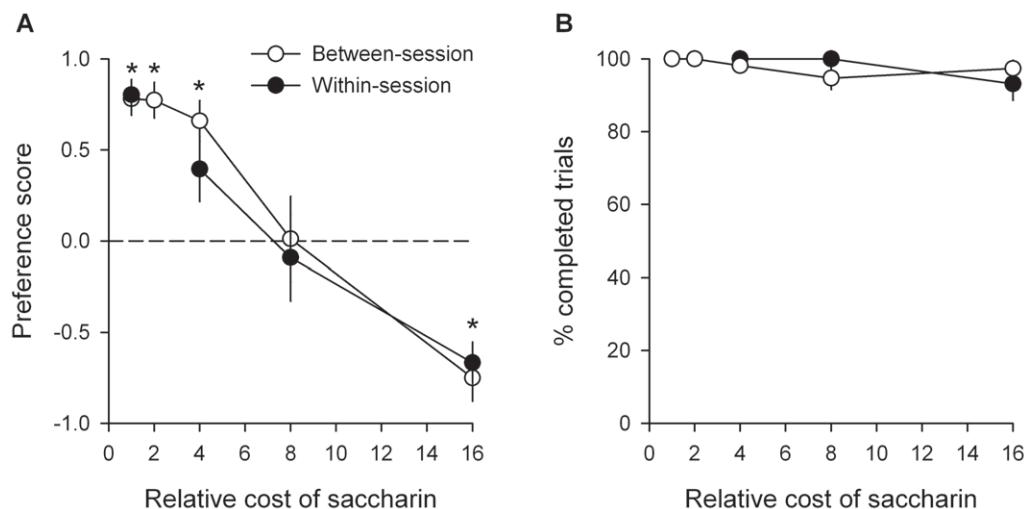 A
B
1.0
0.5
0.0
-0.5
-1.0
* * * *
Between-session
Within-session
Preference score
0 2 4 6 8 10 12 14 16
Relative cost of saccharin
100
80
60
40
20
0
% completed trials
0 2 4 6 8 10 12 14 16
Relative cost of saccharin